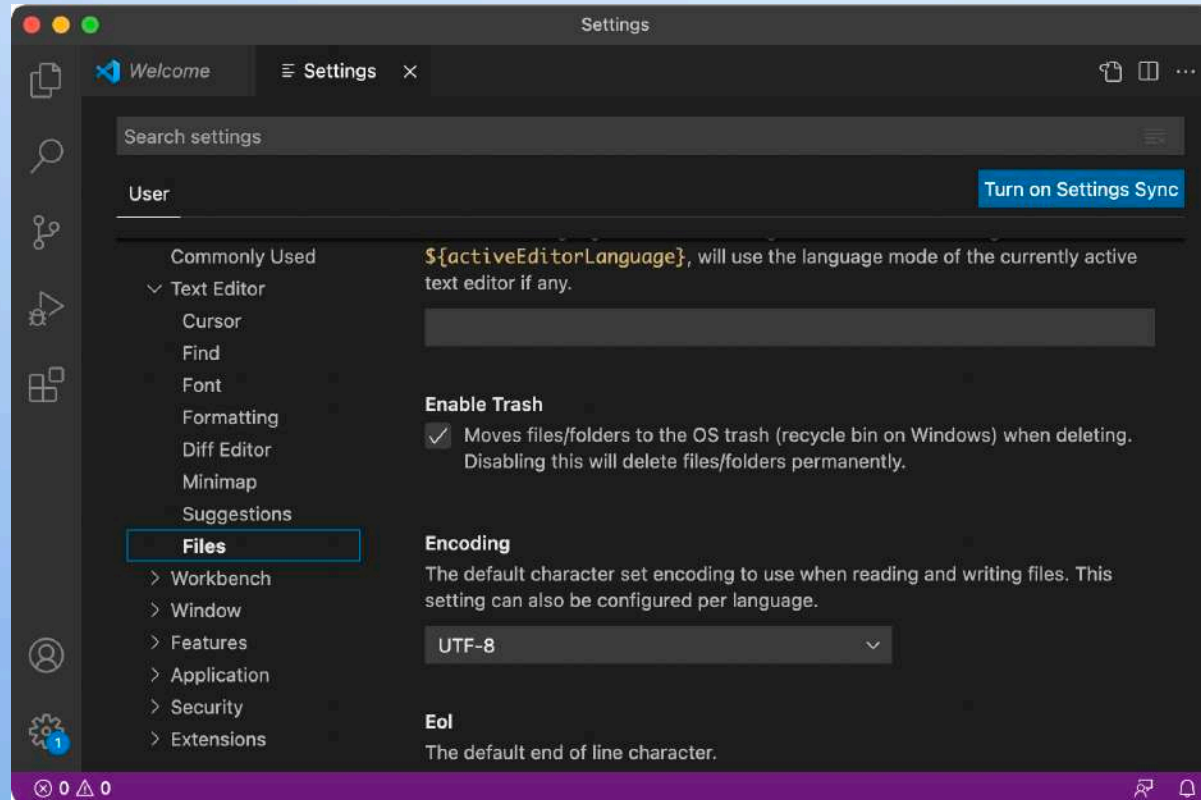 Settings
Welcome
Settings
Search settings
User
Turn on Settings Sync
Commonly Used
Text Editor
Cursor
Find
Font
Formatting
Diff Editor
Minimap
Suggestions
Files
Workbench
Window
Features
Application
Security
Extensions
${activeEditorLanguage}, will use the language mode of the currently active
text editor if any.
Enable Trash
Moves files/folders to the OS trash (recycle bin on Windows) when deleting.
Disabling this will delete files/folders permanently.
Encoding
The default character set encoding to use when reading and writing files. This
setting can also be configured per language.
UTF-8
Eol
The default end of line character.
1
0 0